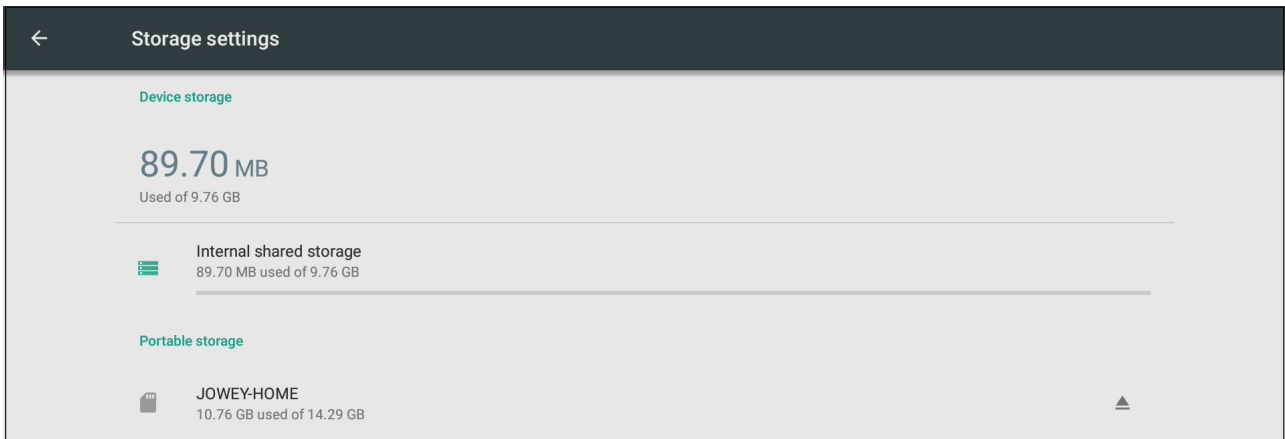 Storage settings
Device storage
89.70 MB
Used of 9.76 GB
Internal shared storage
89.70 MB used of 9.76 GB
Portable storage
JOWEY-HOME
10.76 GB used of 14.29 GB